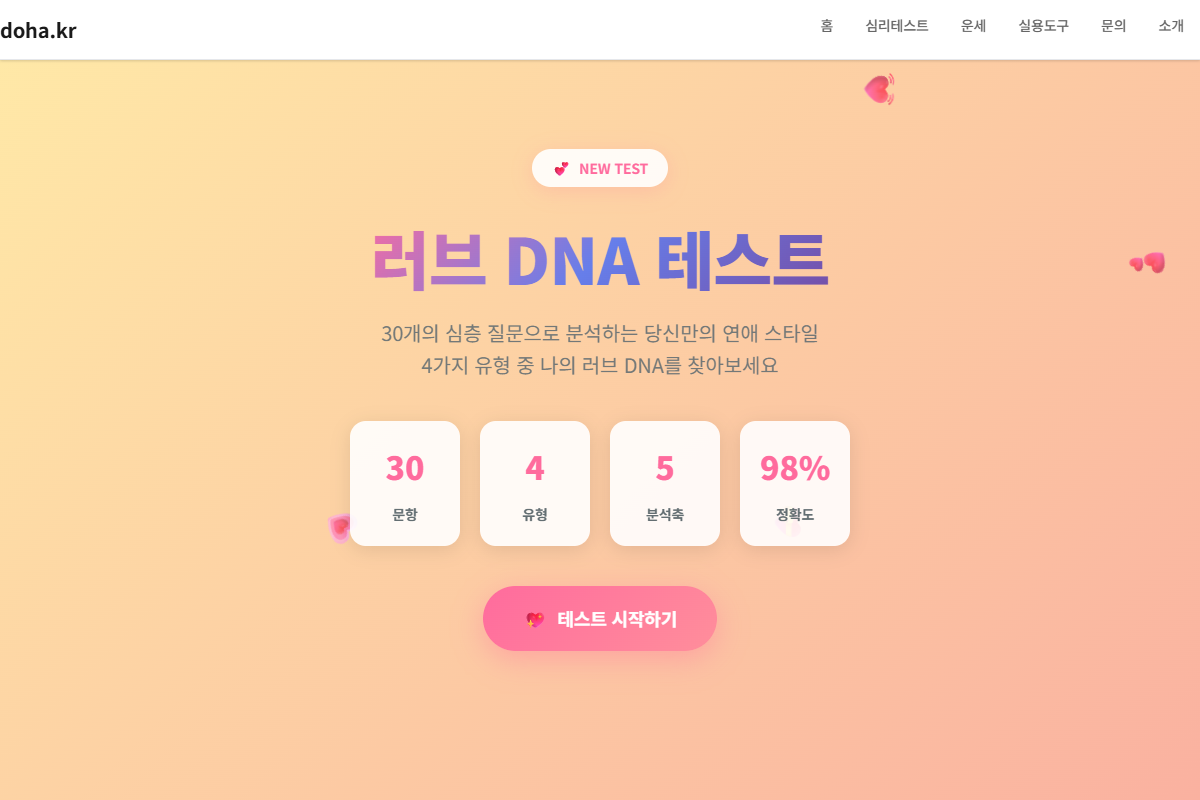 doha.kr
홈 심리테스트 운세 실용도구 문의 소개
💕 NEW TEST
러브 DNA 테스트
30개의 심층 질문으로 분석하는 당신만의 연애 스타일
4가지 유형 중 나의 러브 DNA를 찾아보세요
30 4 5 98%
문항 유형 분석축 정확도
💖 테스트 시작하기